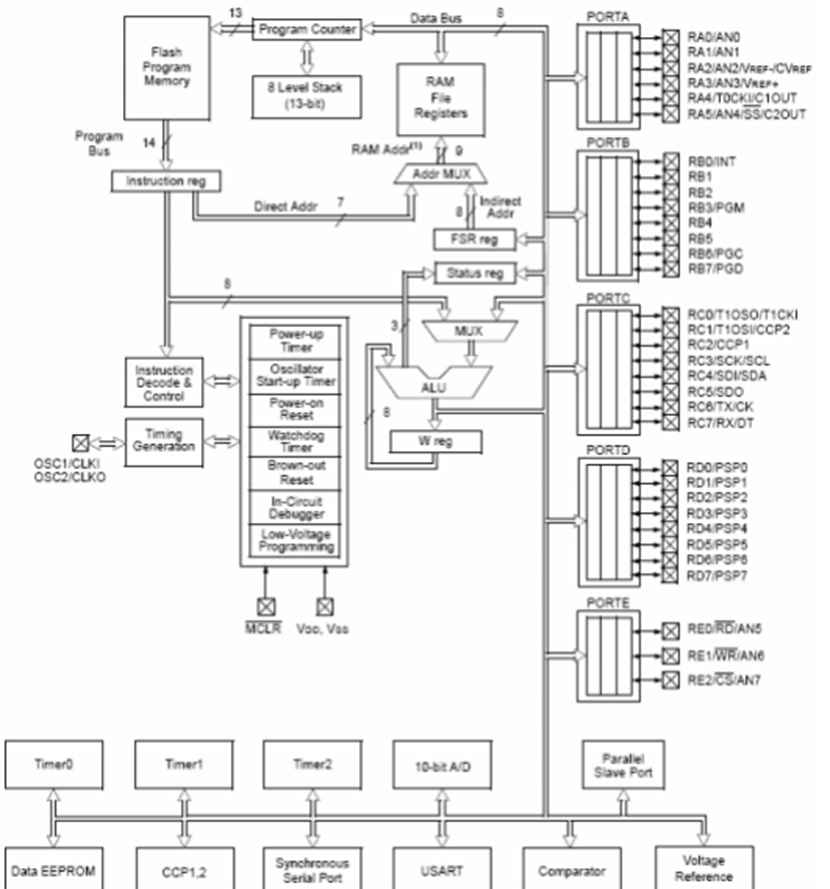 13
Program Counter
Data Bus
8
PORTA
Flash
Program
Memory
8 Level Stack
(13-bit)
RAM
File
Registers
RA0/AN0
RA1/AN1
RA2/AN2/VREF-/CVREF
RA3/AN3/VREF+
RA4/T0CKI/C1OUT
RA5/AN4/SS/C2OUT
Program
Bus
14
RAM Addr(1)
9
PORTB
Instruction reg
Addr MUX
RB0/INT
RB1
RB2
RB3/PGM
RB4
RB5
RB6/PGC
RB7/PGD
Direct Addr
7
8
Indirect
Addr
FSR reg
Status reg
8
3
MUX
PORTC
RC0/T1OSO/T1CKI
RC1/T1OSI/CCP2
RC2/CCP1
RC3/SCK/SCL
RC4/SDI/SDA
RC5/SDO
RC6/TX/CK
RC7/RX/DT
Instruction
Decode &
Control
Power-up
Timer
Oscillator
Start-up Timer
Power-on
Reset
Watchdog
Timer
Brown-out
Reset
In-Circuit
Debugger
Low-Voltage
Programming
ALU
8
W reg
Timing
Generation
OSC1/CLKI
OSC2/CLKO
PORTD
RD0/PSP0
RD1/PSP1
RD2/PSP2
RD3/PSP3
RD4/PSP4
RD5/PSP5
RD6/PSP6
RD7/PSP7
MCLR
VDD, VSS
PORTE
RE0/RD/AN5
RE1/WR/AN6
RE2/CS/AN7
Timer0
Timer1
Timer2
10-bit A/D
Parallel
Slave Port
Data EEPROM
CCP1,2
Synchronous
Serial Port
USART
Comparator
Voltage
Reference